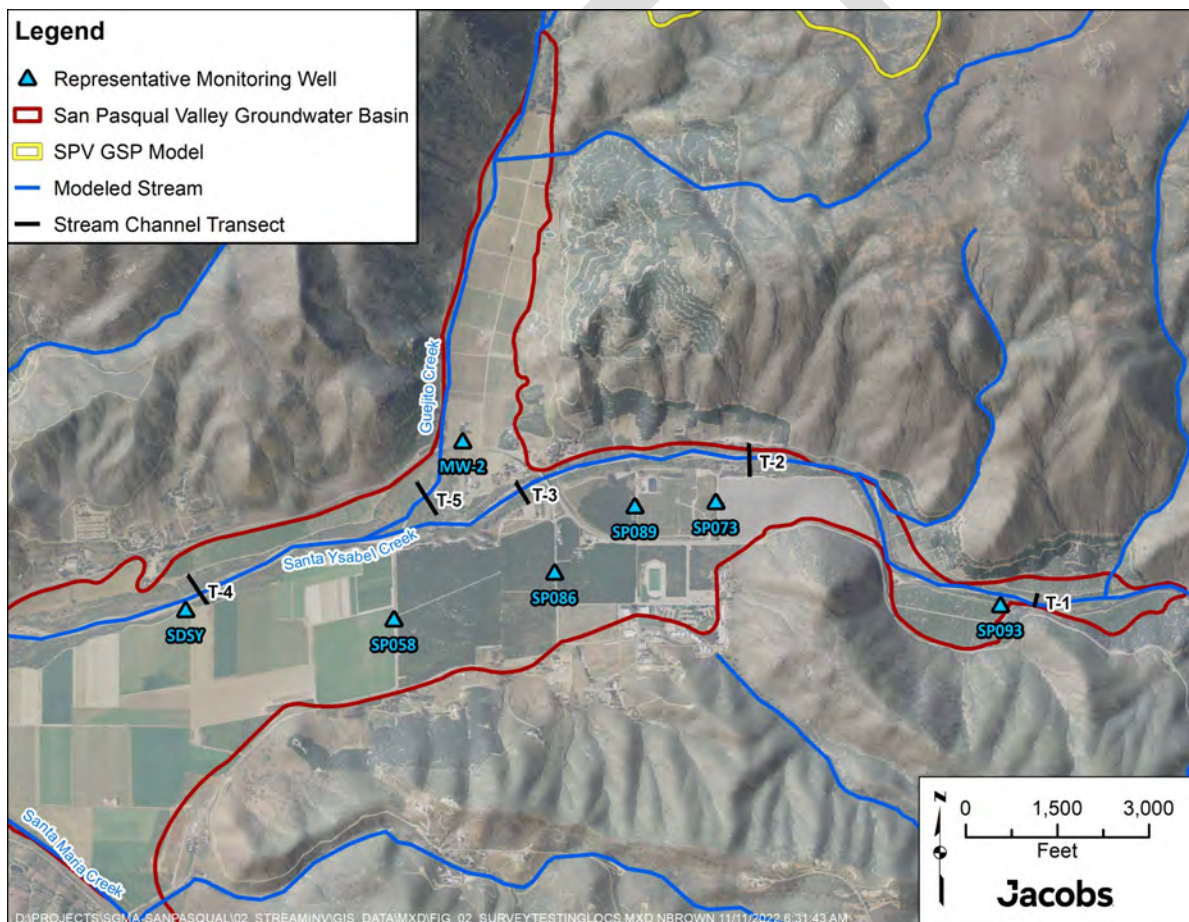 Legend
Representative Monitoring Well
San Pasqual Valley Groundwater Basin
SPV GSP Model
Modeled Stream
Stream Channel Transect
Guejito Creek
MW-2
T-2
T-5
T-3
SP089
SP073
Santa Ysabel Creek
T-4
SDSY
SP086
SP058
T-1
SP093
Santa Maria Creek
N
0 1,500 3,000
Feet
Jacobs
D:\PROJECTS\SGMA-SANPASQUAL\02_STREAMINV\GIS_DATA\MXD\FIG_02_SURVEYTESTINGLOCS.MXD NBROWN 11/11/2022 6:31:43 AM